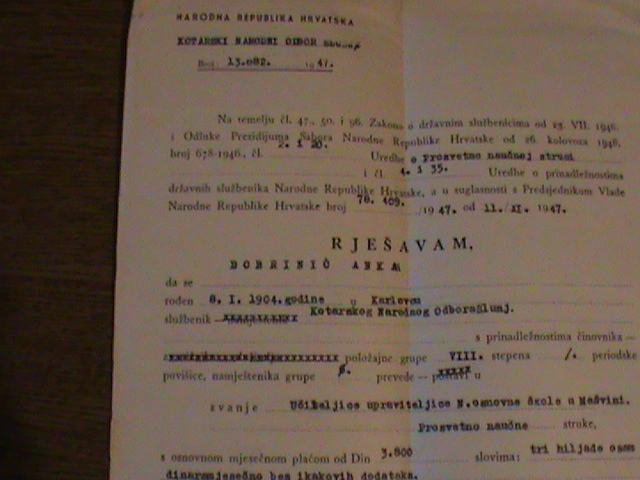 NARODNA REPUBLIKA HRVATSKA
KOTARSKI NARODNI ODBOR
Broj: 13.082. 1947.
Na temelju čl. 47., 50. i 96. Zakona o državnim službenicima od 23. VII. 1946.
i Odluke Prezidijuma Sabora Narodne Republike Hrvatske od 26. kolovoza 1946,
broj 678-1946., čl. 2. i 20. Uredbe o Prosvetno naučnoj struci
i čl. 4. i 35. Uredbe o prinadležnostima
državnih službenika Narodne Republike Hrvatske, a u suglasnosti s Predsjednikom Vlade
Narodne Republike Hrvatske broj 78.409. /1947. od 11./XI. 1947.
RJEŠAVAM,
DOBRINIĆ ANKA
da se
rođen 8. I. 1904.godine u Karlovcu
službenik Kotarskog Narodnog Odbora Slunj.
s prinadležnostima činovnika —
položajne grupe VIII. stepena /. periodske
povišice, namještenika grupe prevede — postavi u
zvanje Učiteljice upraviteljice N.osnovne škole u
Prosvetno naučne struke,
s osnovnom mjesečnom plaćom od Din 3.800 slovima: tri hiljade osam
dinara mjesečno bez ikakovih dodataka.